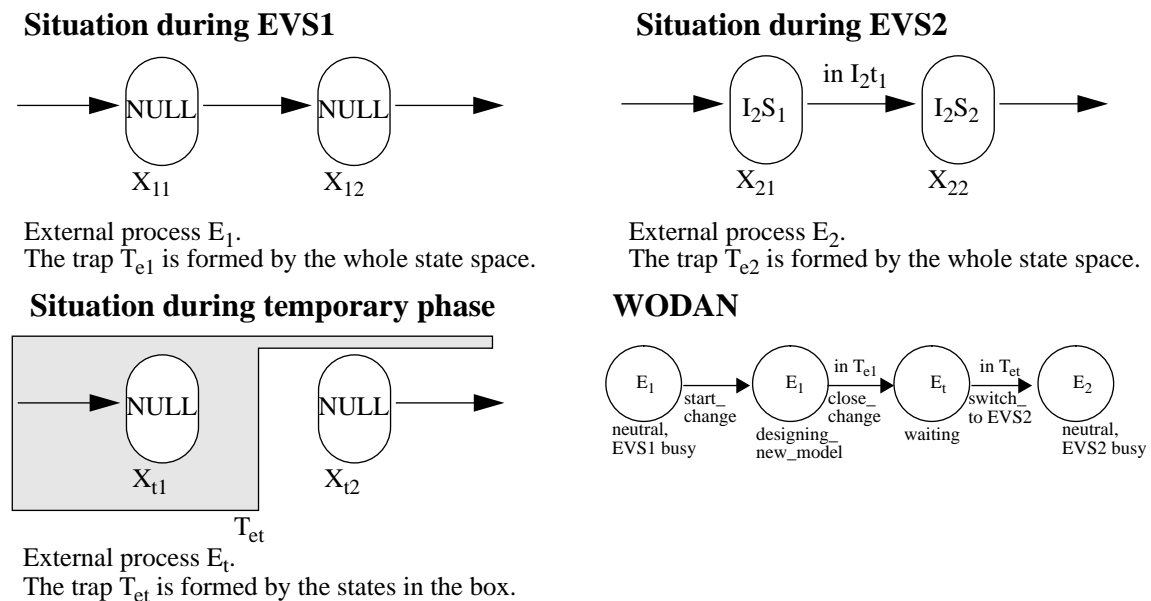 Situation during EVS1
NULL
NULL
X11
X12
External process E1.
The trap Te1 is formed by the whole state space.
Situation during EVS2
in I2t1
I2S1
I2S2
X21
X22
External process E2.
The trap Te2 is formed by the whole state space.
Situation during temporary phase
NULL
NULL
Xt1
Xt2
Tet
External process Et.
The trap Tet is formed by the states in the box.
WODAN
E1
start_
change
E1
in Te1
close_
change
Et
in Tet
switch_
to EVS2
E2
neutral,
EVS1 busy
designing_
new_model
waiting
neutral,
EVS2 busy